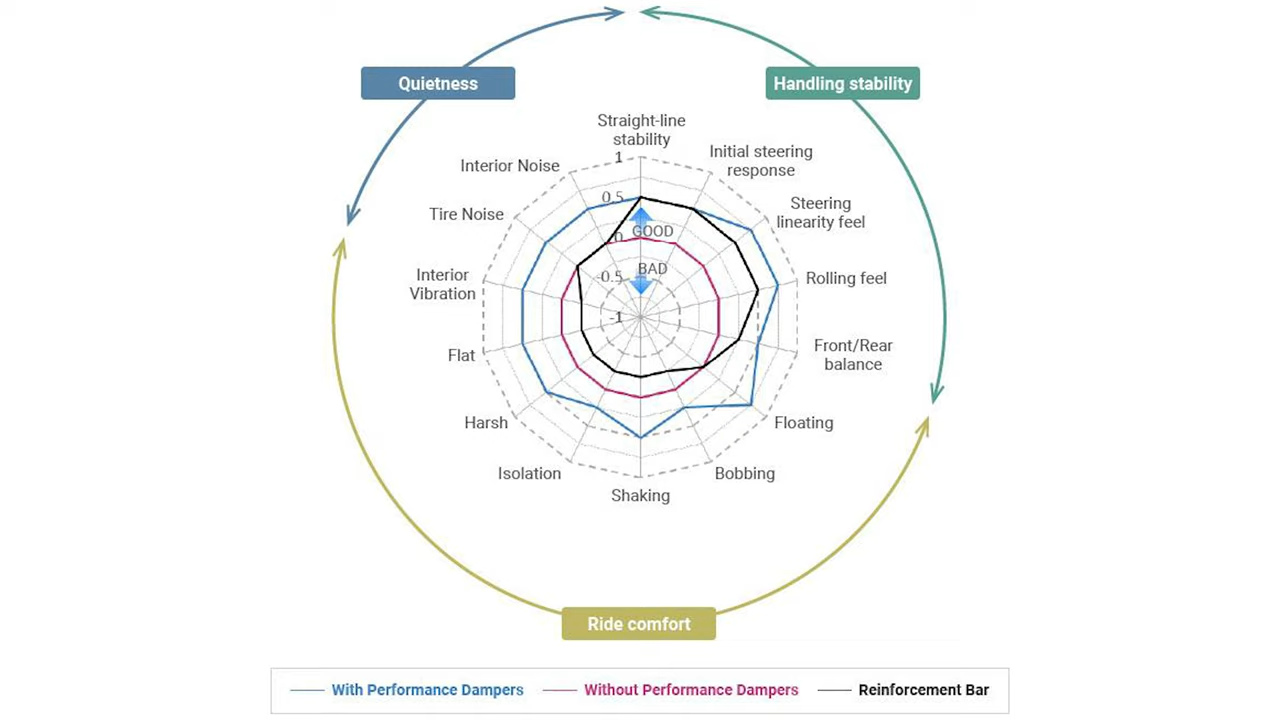 Quietness
Handling stability
Straight-line
stability
1
Interior Noise
Initial steering
response
Tire Noise
0.5
Steering
linearity feel
GOOD
0
BAD
Interior
Vibration
-0.5
Rolling feel
-1
Flat
Front/Rear
balance
Harsh
Floating
Isolation
Bobbing
Shaking
Ride comfort
With Performance Dampers
Without Performance Dampers
Reinforcement Bar